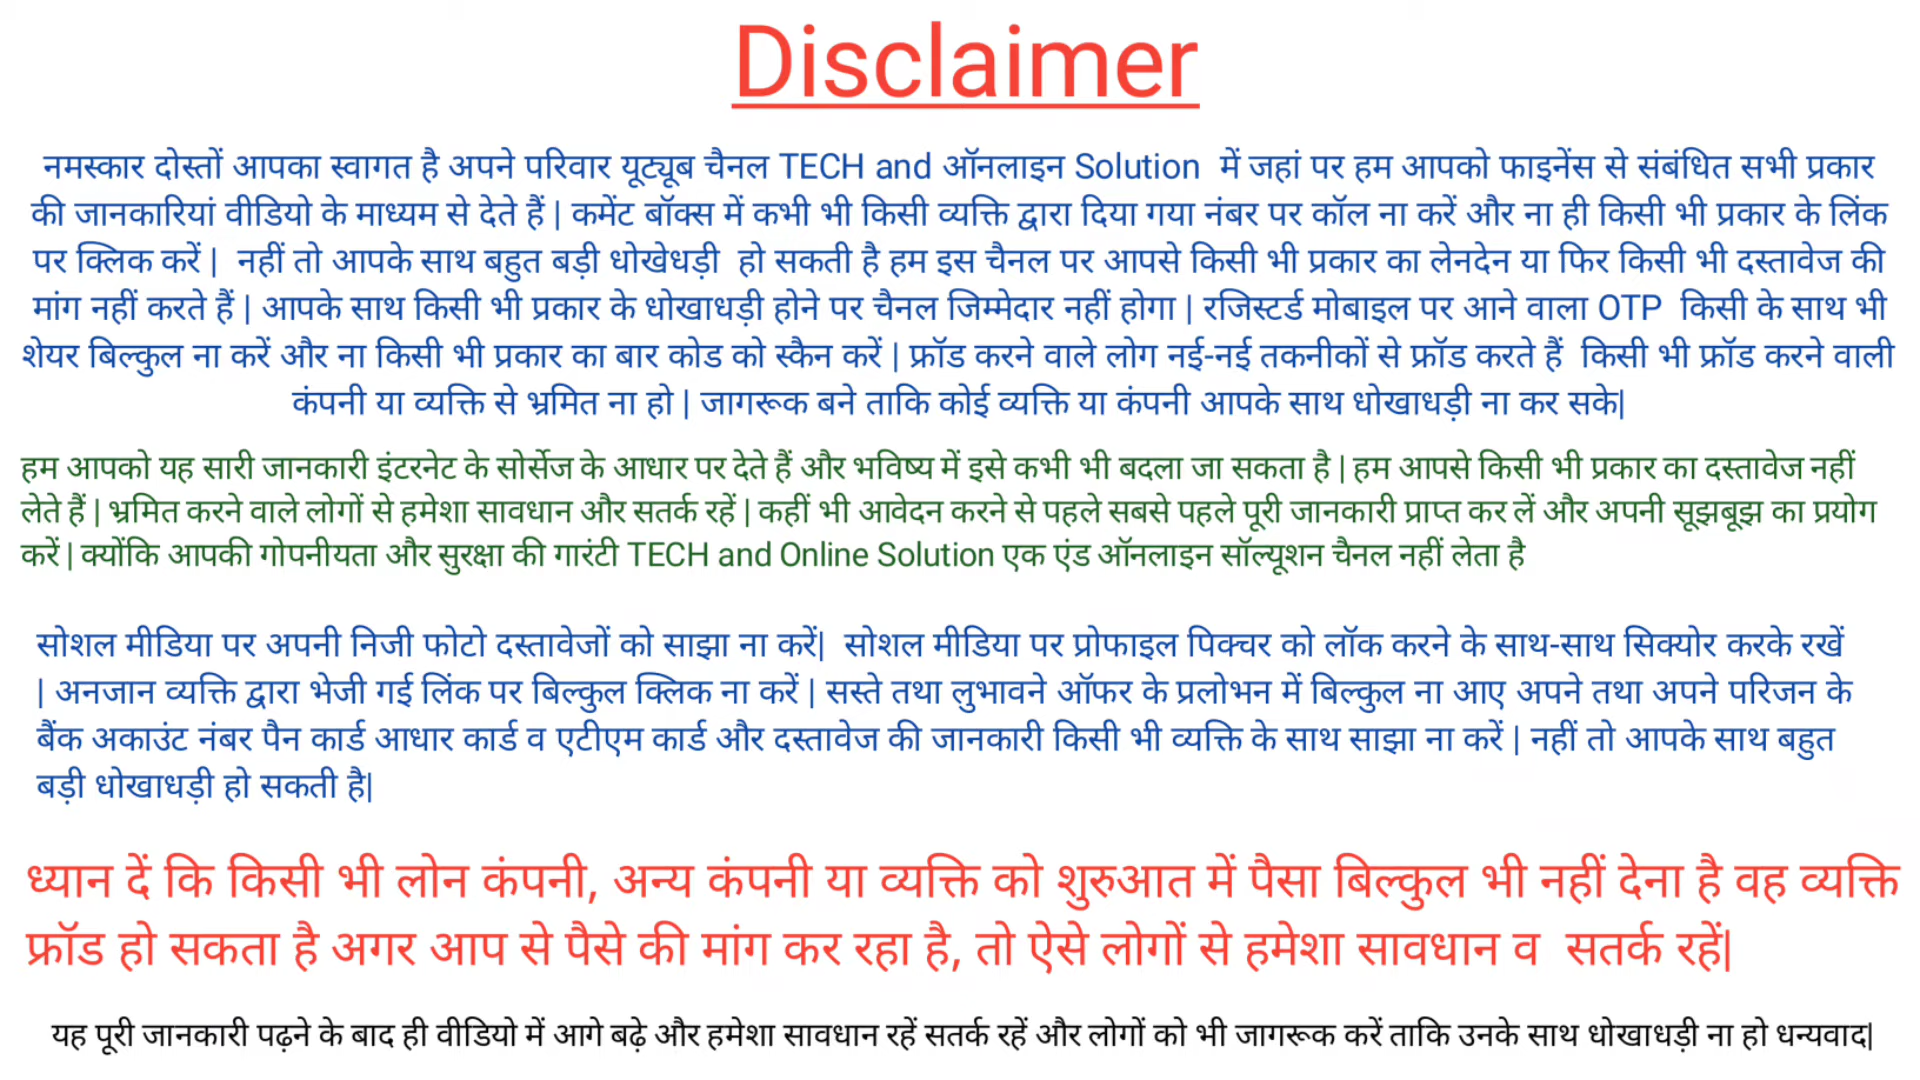 Disclaimer
नमस्कार दोस्तों आपका स्वागत है अपने परिवार यूट्यूब चैनल TECH and ऑनलाइन Solution में जहां पर हम आपको फाइनेंस से संबंधित सभी प्रकार
की जानकारियां वीडियो के माध्यम से देते हैं | कमेंट बॉक्स में कभी भी किसी व्यक्ति द्वारा दिया गया नंबर पर कॉल ना करें और ना ही किसी भी प्रकार के लिंक
पर क्लिक करें | नहीं तो आपके साथ बहुत बड़ी धोखेधड़ी हो सकती है हम इस चैनल पर आपसे किसी भी प्रकार का लेनदेन या फिर किसी भी दस्तावेज की
मांग नहीं करते हैं | आपके साथ किसी भी प्रकार के धोखाधड़ी होने पर चैनल जिम्मेदार नहीं होगा | रजिस्टर्ड मोबाइल पर आने वाला OTP किसी के साथ भी
शेयर बिल्कुल ना करें और ना किसी भी प्रकार का बार कोड को स्कैन करें | फ्रॉड करने वाले लोग नई-नई तकनीकों से फ्रॉड करते हैं किसी भी फ्रॉड करने वाली
कंपनी या व्यक्ति से भ्रमित ना हो | जागरूक बने ताकि कोई व्यक्ति या कंपनी आपके साथ धोखाधड़ी ना कर सके|
हम आपको यह सारी जानकारी इंटरनेट के सोर्सेज के आधार पर देते हैं और भविष्य में इसे कभी भी बदला जा सकता है | हम आपसे किसी भी प्रकार का दस्तावेज नहीं
लेते हैं | भ्रमित करने वाले लोगों से हमेशा सावधान और सतर्क रहें | कहीं भी आवेदन करने से पहले सबसे पहले पूरी जानकारी प्राप्त कर लें और अपनी सूझबूझ का प्रयोग
करें | क्योंकि आपकी गोपनीयता और सुरक्षा की गारंटी TECH and Online Solution एक एंड ऑनलाइन सॉल्यूशन चैनल नहीं लेता है
सोशल मीडिया पर अपनी निजी फोटो दस्तावेजों को साझा ना करें| सोशल मीडिया पर प्रोफाइल पिक्चर को लॉक करने के साथ-साथ सिक्योर करके रखें
| अनजान व्यक्ति द्वारा भेजी गई लिंक पर बिल्कुल क्लिक ना करें | सस्ते तथा लुभावने ऑफर के प्रलोभन में बिल्कुल ना आए अपने तथा अपने परिजन के
बैंक अकाउंट नंबर पैन कार्ड आधार कार्ड व एटीएम कार्ड और दस्तावेज की जानकारी किसी भी व्यक्ति के साथ साझा ना करें | नहीं तो आपके साथ बहुत
बड़ी धोखाधड़ी हो सकती है|
ध्यान दें कि किसी भी लोन कंपनी, अन्य कंपनी या व्यक्ति को शुरुआत में पैसा बिल्कुल भी नहीं देना है वह व्यक्ति
फ्रॉड हो सकता है अगर आप से पैसे की मांग कर रहा है, तो ऐसे लोगों से हमेशा सावधान व सतर्क रहें|
यह पूरी जानकारी पढ़ने के बाद ही वीडियो में आगे बढ़े और हमेशा सावधान रहें सतर्क रहें और लोगों को भी जागरूक करें ताकि उनके साथ धोखाधड़ी ना हो धन्यवाद|